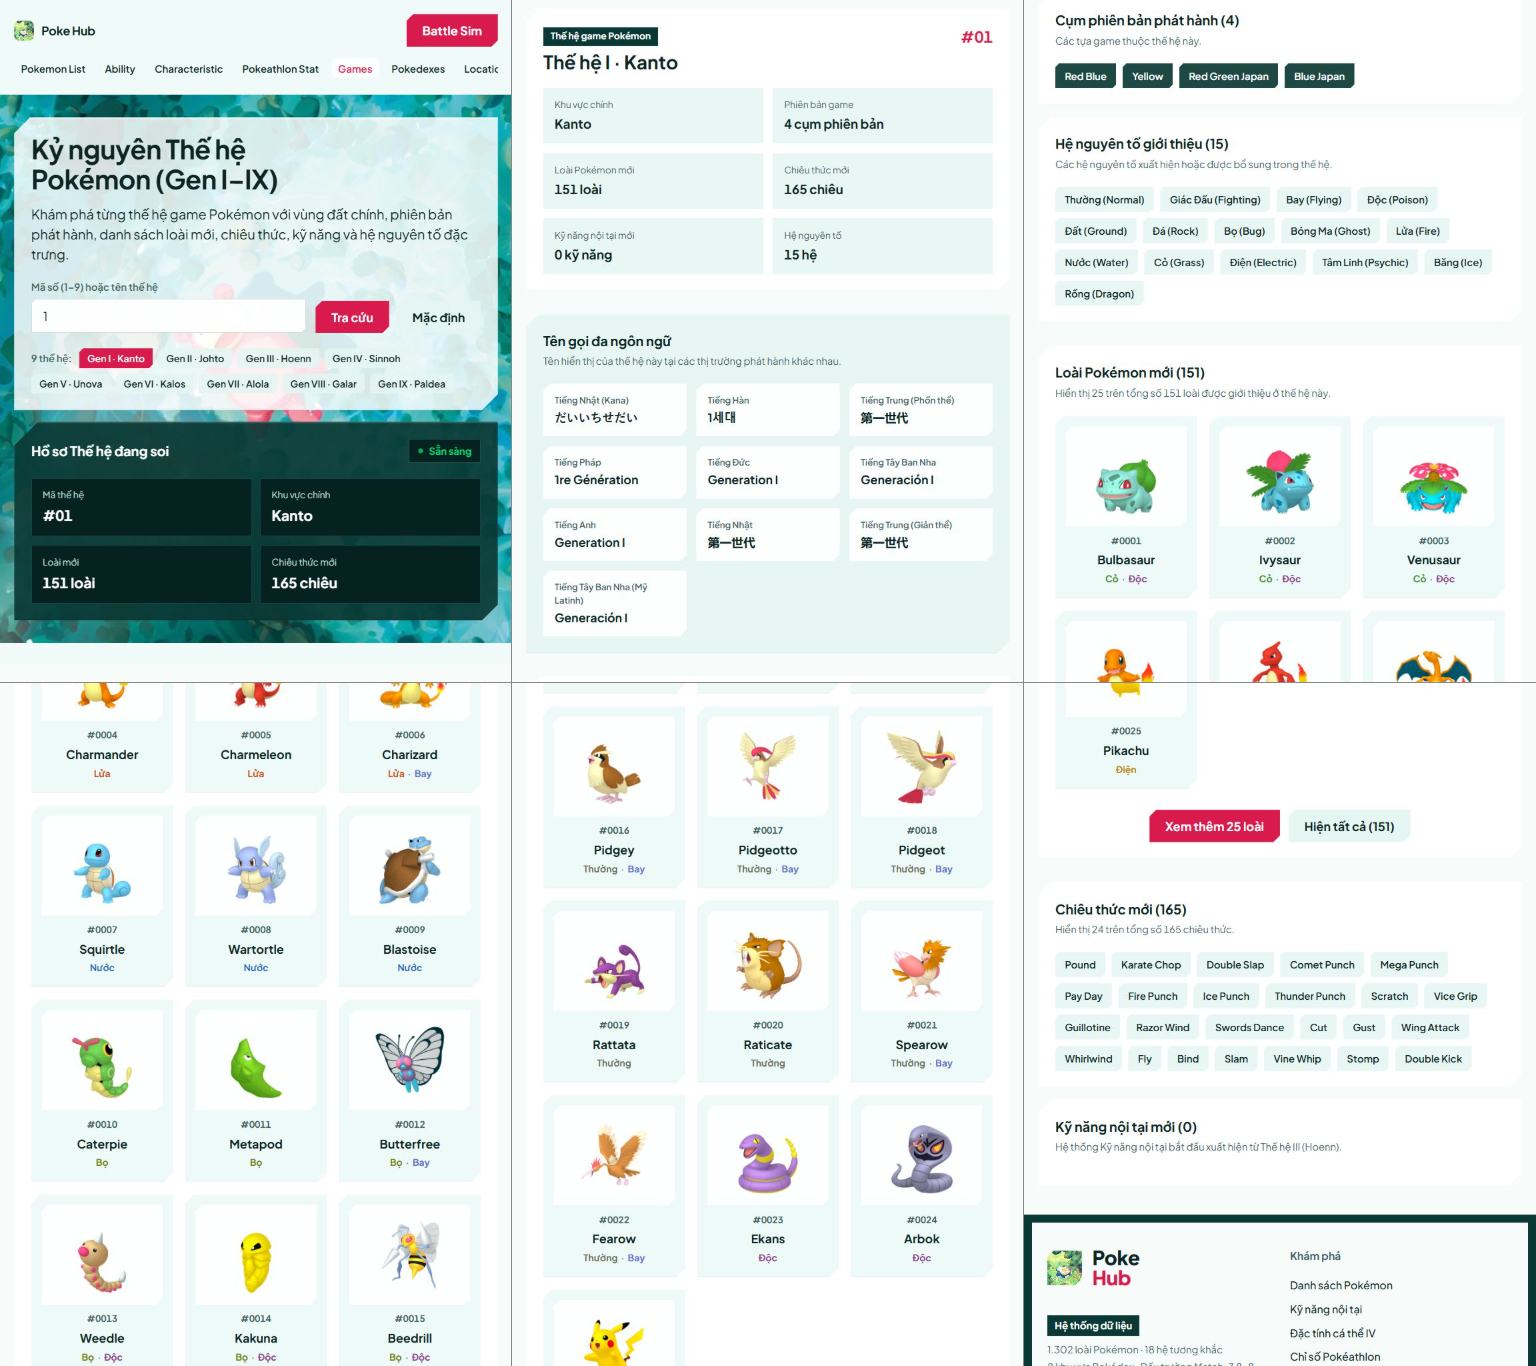 Poke Hub
Battle Sim
Pokemon List Ability Characteristic Pokeathlon Stat Games Pokedexes Locatic
Kỷ nguyên Thế hệ
Pokémon (Gen I–IX)
Khám phá từng thế hệ game Pokémon với vùng đất chính, phiên bản
phát hành, danh sách loài mới, chiêu thức, kỹ năng và hệ nguyên tố đặc
trưng.
Mã số (1–9) hoặc tên thế hệ
1
Tra cứu
Mặc định
9 thế hệ: Gen I · Kanto Gen II · Johto Gen III · Hoenn Gen IV · Sinnoh
Gen V · Unova Gen VI · Kalos Gen VII · Alola Gen VIII · Galar Gen IX · Paldea
Hồ sơ Thế hệ đang soi
Sẵn sàng
Mã thế hệ
#01
Khu vực chính
Kanto
Loài mới
151 loài
Chiêu thức mới
165 chiêu
Thế hệ game Pokémon
#01
Thế hệ I · Kanto
Khu vực chính
Kanto
Phiên bản game
4 cụm phiên bản
Loài Pokémon mới
151 loài
Chiêu thức mới
165 chiêu
Kỹ năng nội tại mới
0 kỹ năng
Hệ nguyên tố
15 hệ
Tên gọi đa ngôn ngữ
Tên hiển thị của thế hệ này tại các thị trường phát hành khác nhau.
Tiếng Nhật (Kana)
だいいちせだい
Tiếng Hàn
1세대
Tiếng Trung (Phồn thể)
第一世代
Tiếng Pháp
1re Génération
Tiếng Đức
Generation I
Tiếng Tây Ban Nha
Generación I
Tiếng Anh
Generation I
Tiếng Nhật
第一世代
Tiếng Trung (Giản thể)
第一世代
Tiếng Tây Ban Nha (Mỹ
Latinh)
Generación I
Cụm phiên bản phát hành (4)
Các tựa game thuộc thế hệ này.
Red Blue Yellow Red Green Japan Blue Japan
Hệ nguyên tố giới thiệu (15)
Các hệ nguyên tố xuất hiện hoặc được bổ sung trong thế hệ.
Thường (Normal) Giác Đấu (Fighting) Bay (Flying) Độc (Poison)
Đất (Ground) Đá (Rock) Bọ (Bug) Bóng Ma (Ghost) Lửa (Fire)
Nước (Water) Cỏ (Grass) Điện (Electric) Tâm Linh (Psychic) Băng (Ice)
Rồng (Dragon)
Loài Pokémon mới (151)
Hiển thị 25 trên tổng số 151 loài được giới thiệu ở thế hệ này.
#0001 #0002 #0003
Bulbasaur Ivysaur Venusaur
Cỏ · Độc Cỏ · Độc Cỏ · Độc
#0004 #0005 #0006
Charmander Charmeleon Charizard
Lửa Lửa Lửa · Bay
#0007 #0008 #0009
Squirtle Wartortle Blastoise
Nước Nước Nước
#0010 #0011 #0012
Caterpie Metapod Butterfree
Bọ Bọ Bọ · Bay
#0013 #0014 #0015
Weedle Kakuna Beedrill
Bọ · Độc Bọ · Độc Bọ · Độc
#0016 #0017 #0018
Pidgey Pidgeotto Pidgeot
Thường · Bay Thường · Bay Thường · Bay
#0019 #0020 #0021
Rattata Raticate Spearow
Thường Thường Thường · Bay
#0022 #0023 #0024
Fearow Ekans Arbok
Thường · Bay Độc Độc
#0025
Pikachu
Điện
Xem thêm 25 loài
Hiện tất cả (151)
Chiêu thức mới (165)
Hiển thị 24 trên tổng số 165 chiêu thức.
Pound Karate Chop Double Slap Comet Punch Mega Punch
Pay Day Fire Punch Ice Punch Thunder Punch Scratch Vice Grip
Guillotine Razor Wind Swords Dance Cut Gust Wing Attack
Whirlwind Fly Bind Slam Vine Whip Stomp Double Kick
Kỹ năng nội tại mới (0)
Hệ thống Kỹ năng nội tại bắt đầu xuất hiện từ Thế hệ III (Hoenn).
Poke
Hub
Hệ thống dữ liệu
1.302 loài Pokémon · 18 hệ tương khắc
Khám phá
Danh sách Pokémon
Kỹ năng nội tại
Đặc tính cá thể IV
Chỉ số Pokéathlon